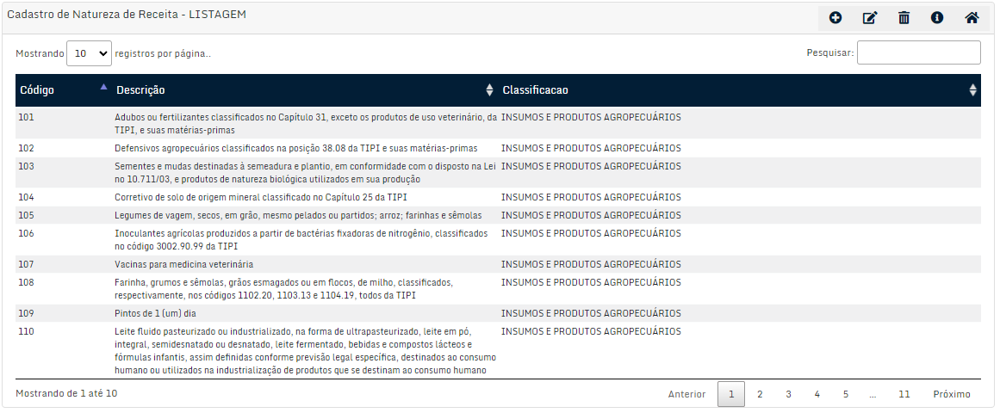 Cadastro de Natureza de Receita - LISTAGEM
Mostrando 10 registros por página..
Pesquisar:
Código Descrição Classificacao
101 Adubos ou fertilizantes classificados no Capítulo 31, exceto os produtos de uso veterinário, da INSUMOS E PRODUTOS AGROPECUÁRIOS
TIPI, e suas matérias-primas
102 Defensivos agropecuários classificados na posição 38.08 da TIPI e suas matérias-primas INSUMOS E PRODUTOS AGROPECUÁRIOS
103 Sementes e mudas destinadas à semeadura e plantio, em conformidade com o disposto na Lei INSUMOS E PRODUTOS AGROPECUÁRIOS
no 10.711/03, e produtos de natureza biológica utilizados em sua produção
104 Corretivo de solo de origem mineral classificado no Capítulo 25 da TIPI INSUMOS E PRODUTOS AGROPECUÁRIOS
105 Legumes de vagem, secos, em grão, mesmo pelados ou partidos; arroz; farinhas e sêmolas INSUMOS E PRODUTOS AGROPECUÁRIOS
106 Inoculantes agrícolas produzidos a partir de bactérias fixadoras de nitrogênio, classificados INSUMOS E PRODUTOS AGROPECUÁRIOS
no código 3002.90.99 da TIPI
107 Vacinas para medicina veterinária INSUMOS E PRODUTOS AGROPECUÁRIOS
108 Farinha, grumos e sêmolas, grãos esmagados ou em flocos, de milho, classificados, INSUMOS E PRODUTOS AGROPECUÁRIOS
respectivamente, nos códigos 1102.20, 1103.13 e 1104.19, todos da TIPI
109 Pintos de 1 (um) dia INSUMOS E PRODUTOS AGROPECUÁRIOS
110 Leite fluido pasteurizado ou industrializado, na forma de ultrapasteurizado, leite em pó, INSUMOS E PRODUTOS AGROPECUÁRIOS
integral, semidesnatado ou desnatado, leite fermentado, bebidas e compostos lácteos e
fórmulas infantis, assim definidas conforme previsão legal específica, destinados ao consumo
humano ou utilizados na industrialização de produtos que se destinam ao consumo humano
Mostrando de 1 até 10
Anterior 1 2 3 4 5 ... 11 Próximo